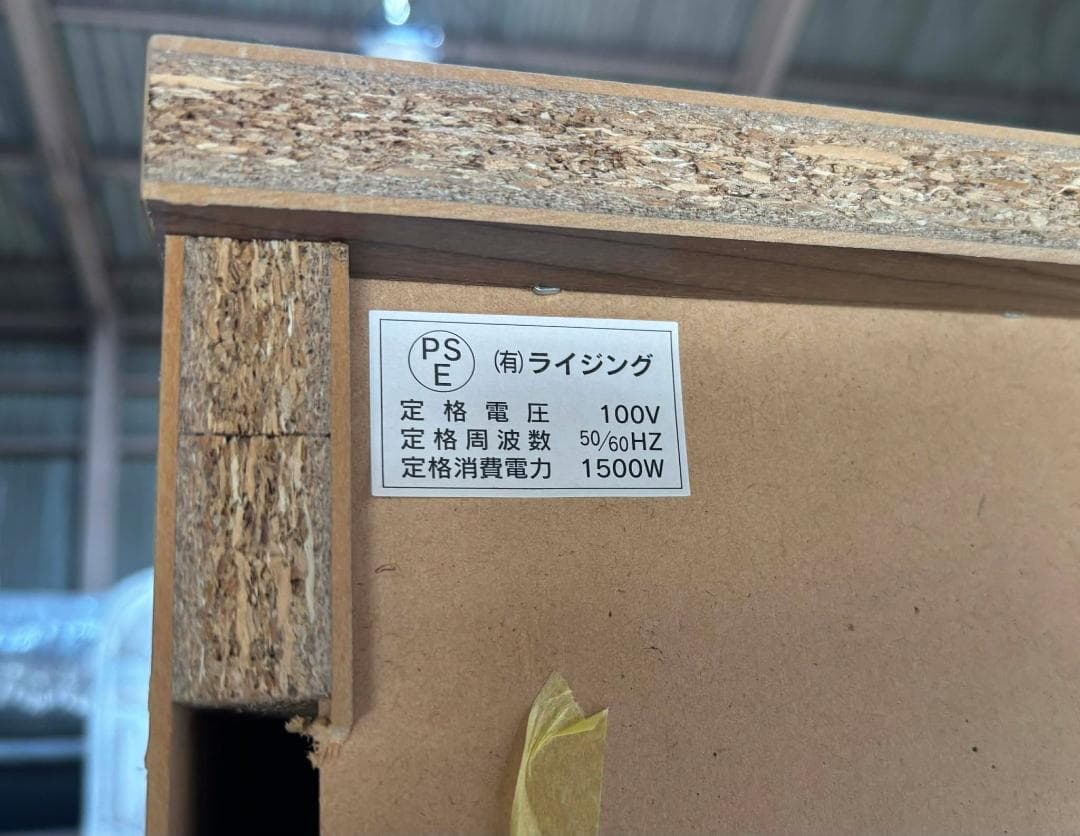 PS
E
(有)ライジング
定格電圧 100V
定格周波数 50/60HZ
定格消費電力 1500W